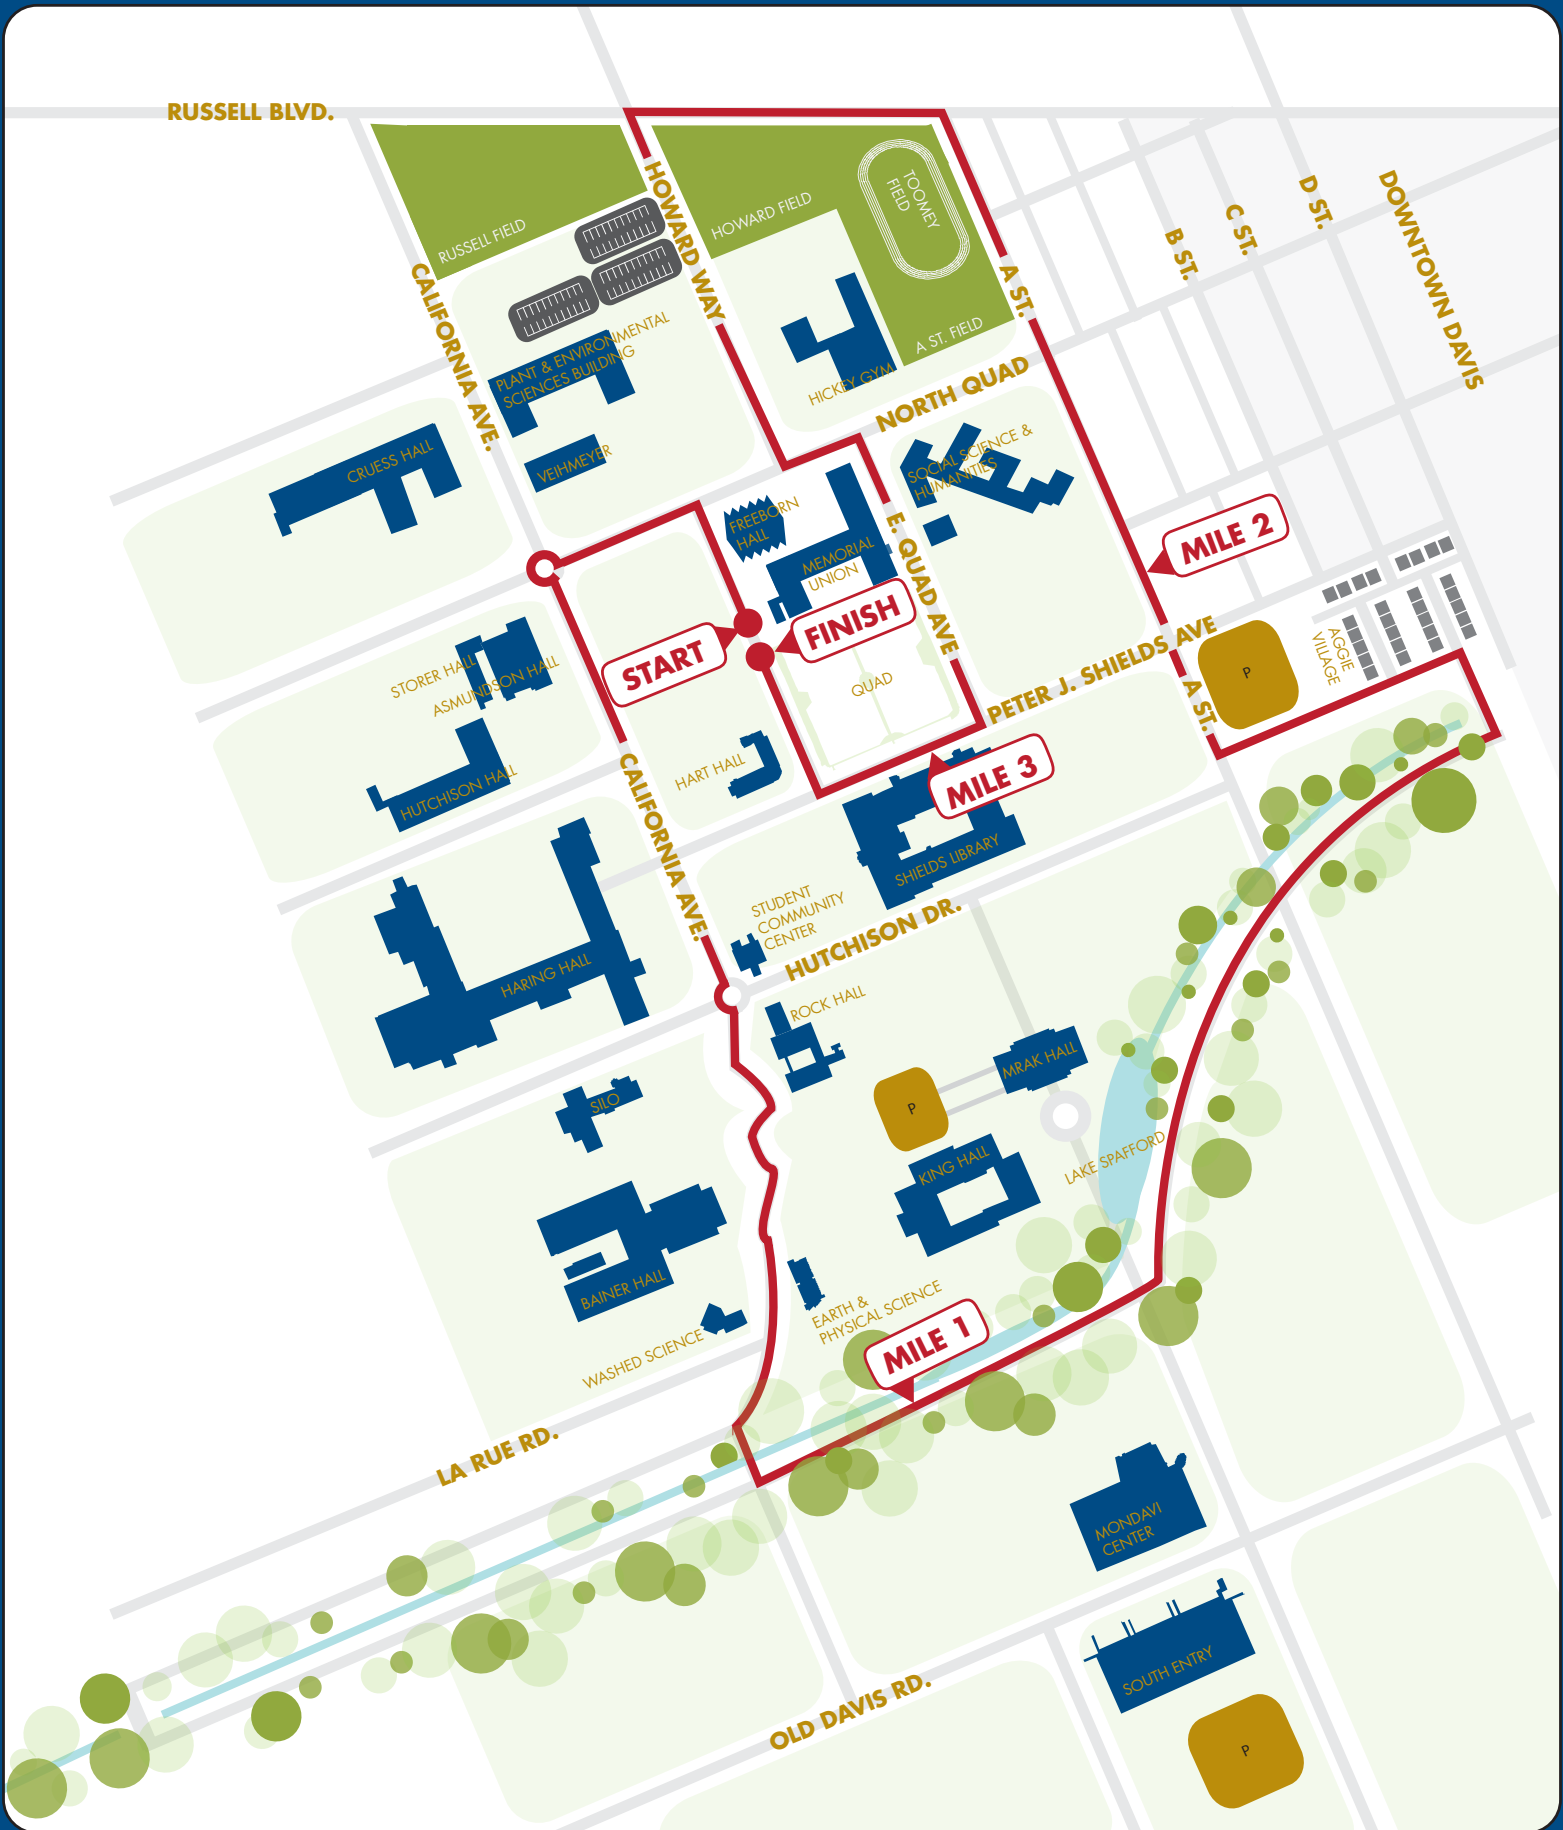 RUSSELL BLVD.
HOWARD WAY
TOOMEY
FIELD
HOWARD FIELD
RUSSELL FIELD
A ST.
B ST.
C ST.
D ST.
DOWNTOWN DAVIS
CALIFORNIA AVE.
PLANT & ENVIRONMENTAL
SCIENCES BUILDING
A ST. FIELD
HICKEY GYM
NORTH QUAD
CRUESS HALL
VEIHMEYER
SOCIAL SCIENCE &
HUMANITIES
FREEBORN
HALL
MEMORIAL
UNION
E. QUAD AVE
MILE 2
START
FINISH
QUAD
PETER J. SHIELDS AVE
P
AGGIE
VILLAGE
A ST.
STORER HALL
ASMUNDSON HALL
HART HALL
MILE 3
HUTCHISON HALL
CALIFORNIA AVE.
SHIELDS LIBRARY
STUDENT
COMMUNITY
CENTER
HUTCHISON DR.
HARING HALL
ROCK HALL
MRAK HALL
SILO
P
KING HALL
LAKE SPAFFORD
BAINER HALL
EARTH &
PHYSICAL SCIENCE
WASHED SCIENCE
MILE 1
LA RUE RD.
MONDAVI
CENTER
SOUTH ENTRY
OLD DAVIS RD.
P